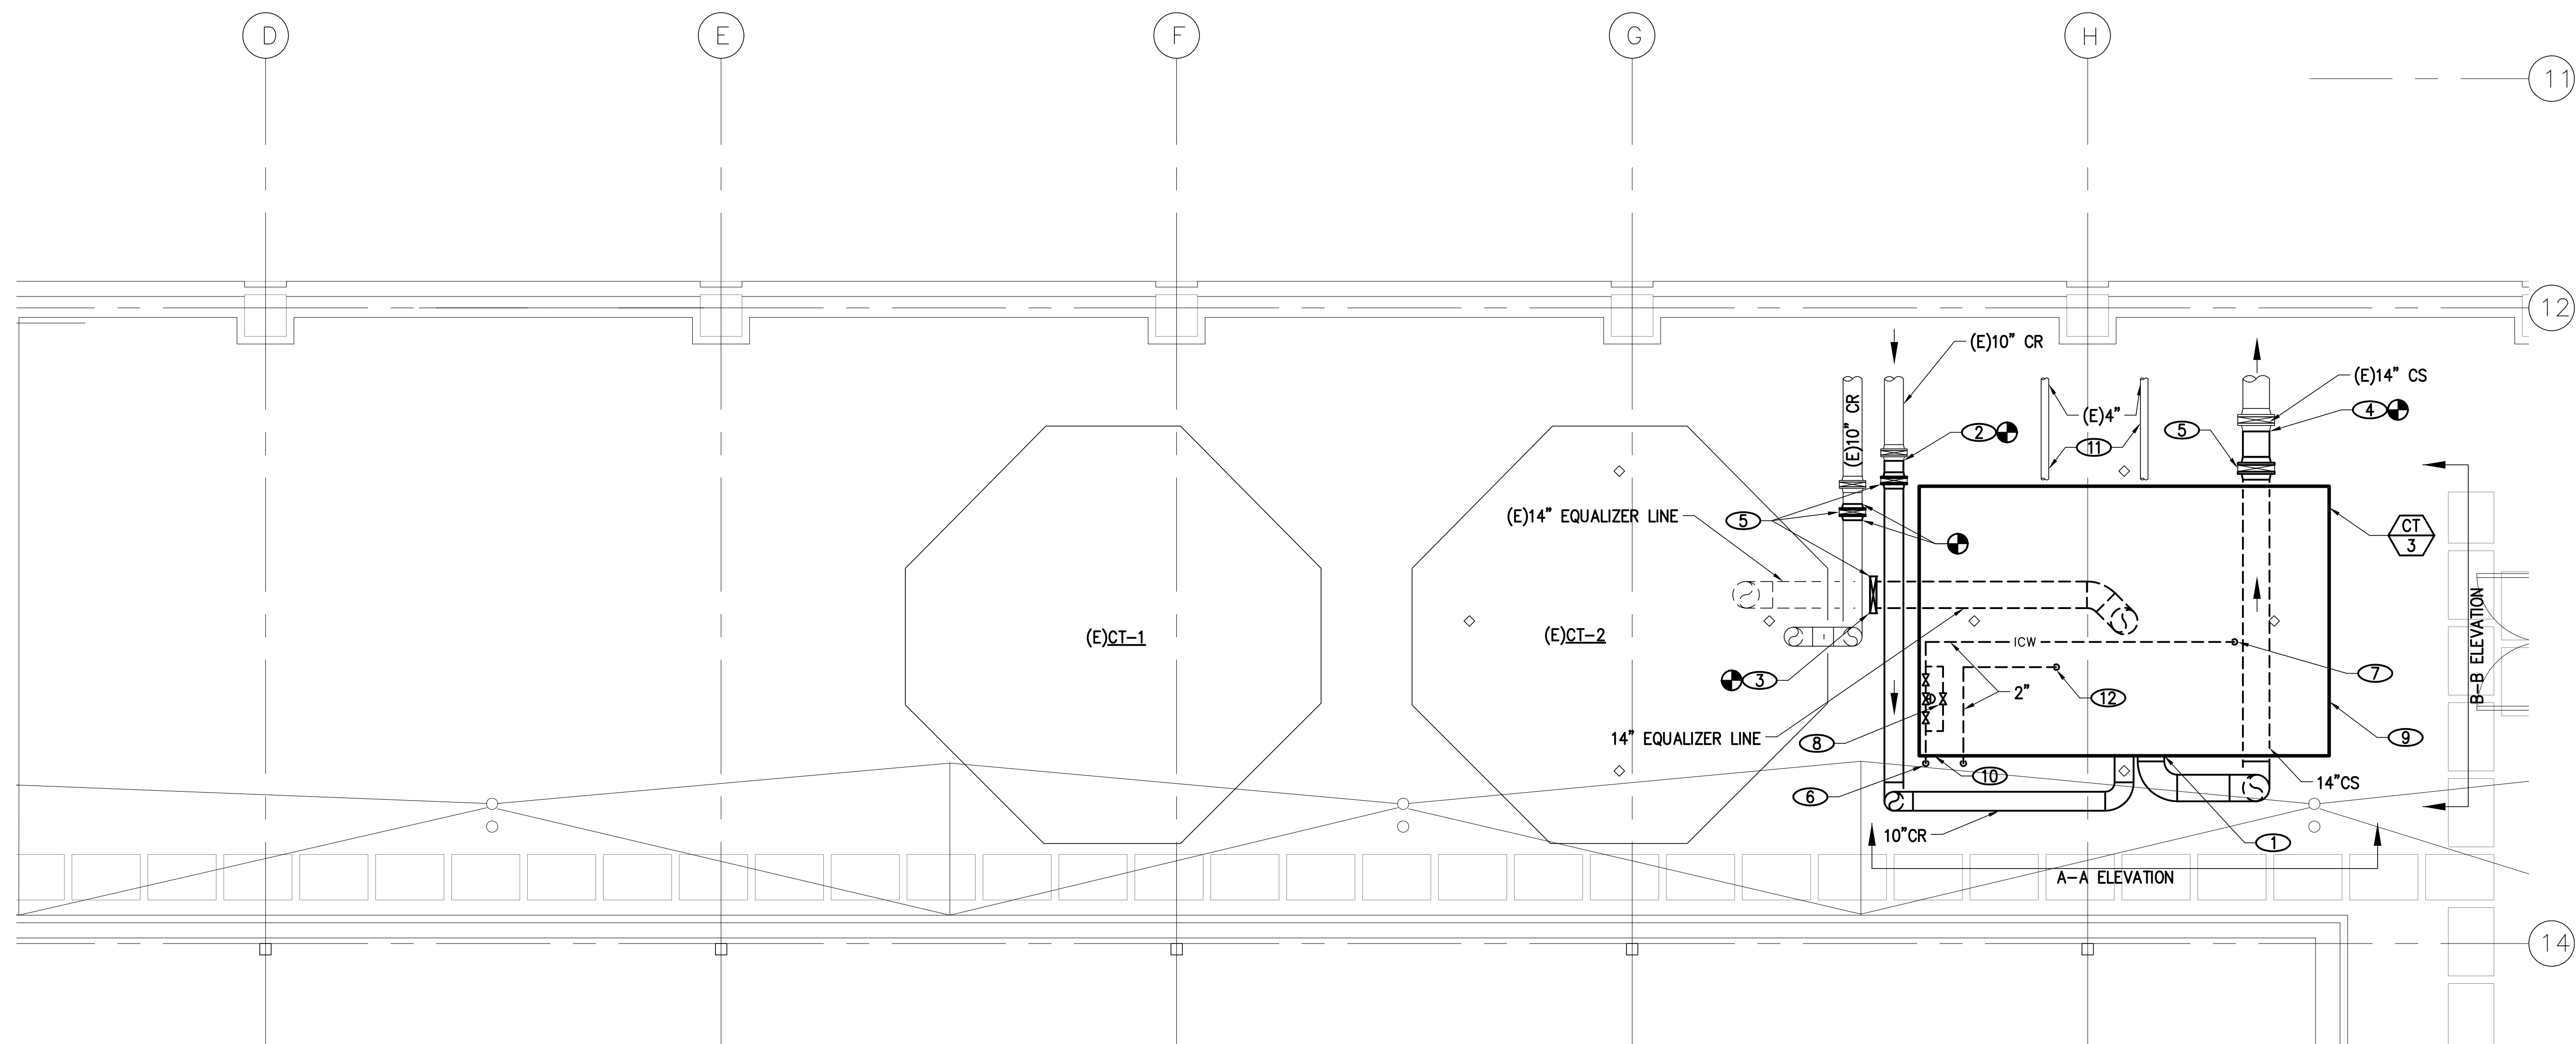 D
E
F
G
H
11
12
(E)10" CR
(E)14" CS
4
(E)10" CR
2
(E)4"
5
11
(E)14" EQUALIZER LINE
5
CT
3
(E)CT-1
(E)CT-2
ICW
B-B ELEVATION
7
3
2"
12
14" EQUALIZER LINE
8
9
10
14"CS
6
10"CR
1
A-A ELEVATION
14